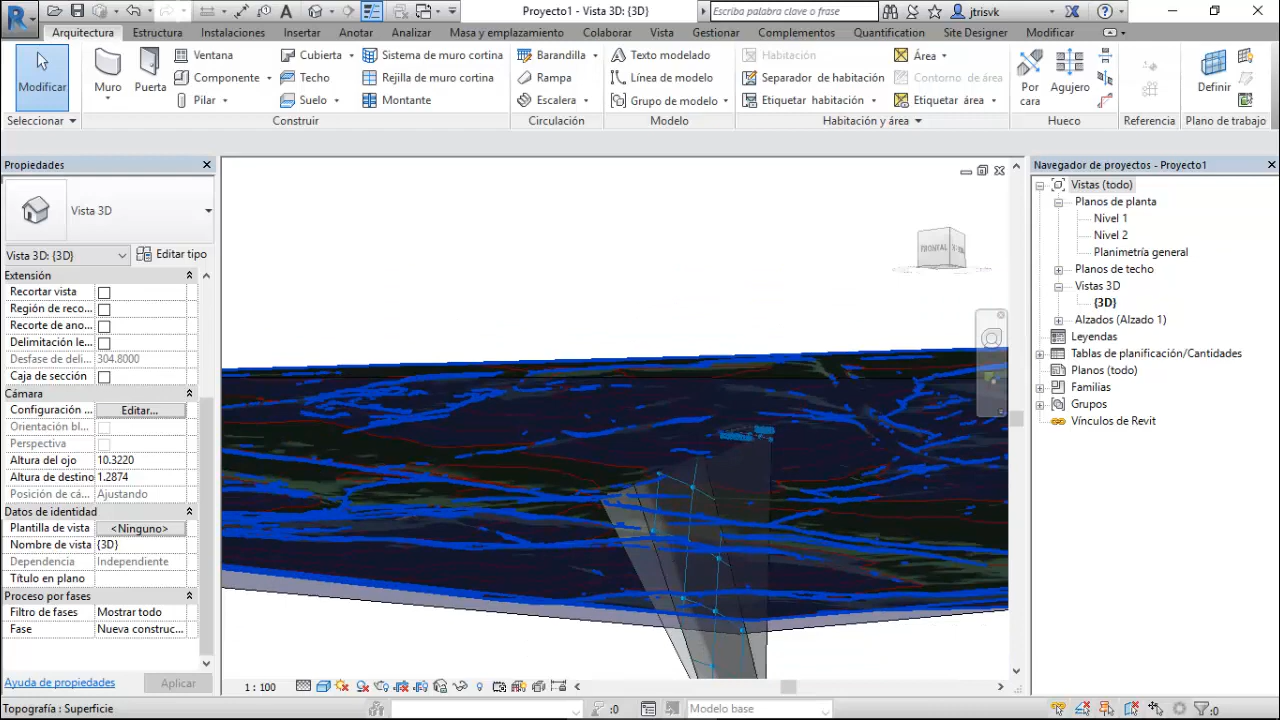 Proyecto1 - Vista 3D: {3D}
Escriba palabra clave o frase
jtrisvk
Arquitectura Estructura Instalaciones Insertar Anotar Analizar Masa y emplazamiento Colaborar Vista Gestionar Complementos Quantification Site Designer Modificar
Modificar
Muro
Puerta
Ventana
Componente
Pilar
Cubierta
Techo
Suelo
Sistema de muro cortina
Rejilla de muro cortina
Montante
Barandilla
Rampa
Escalera
Texto modelado
Línea de modelo
Grupo de modelo
Habitación
Separador de habitación
Etiquetar habitación
Área
Contorno de área
Etiquetar área
Por cara
Agujero
Definir
Seleccionar
Construir
Circulación
Modelo
Habitación y área
Hueco
Referencia
Plano de trabajo
Propiedades
Vista 3D
Vista 3D: {3D}
Editar tipo
Extensión
Recortar vista
Región de reco...
Recorte de ano...
Delimitación le...
Desfase de deli... 304.8000
Caja de sección
Cámara
Configuración ... Editar...
Orientación bl...
Perspectiva
Altura del ojo 10.3220
Altura de destino 1.2874
Posición de cá... Ajustando
Datos de identidad
Plantilla de vista <Ninguno>
Nombre de vista {3D}
Dependencia Independiente
Título en plano
Proceso por fases
Filtro de fases Mostrar todo
Fase Nueva construc...
Ayuda de propiedades
Aplicar
FRONTAL
Navegador de proyectos - Proyecto1
Vistas (todo)
Planos de planta
Nivel 1
Nivel 2
Planimetría general
Planos de techo
Vistas 3D
{3D}
Alzados (Alzado 1)
Leyendas
Tablas de planificación/Cantidades
Planos (todo)
Familias
Grupos
Vínculos de Revit
1 : 100
Topografía : Superficie
:0
Modelo base
:0